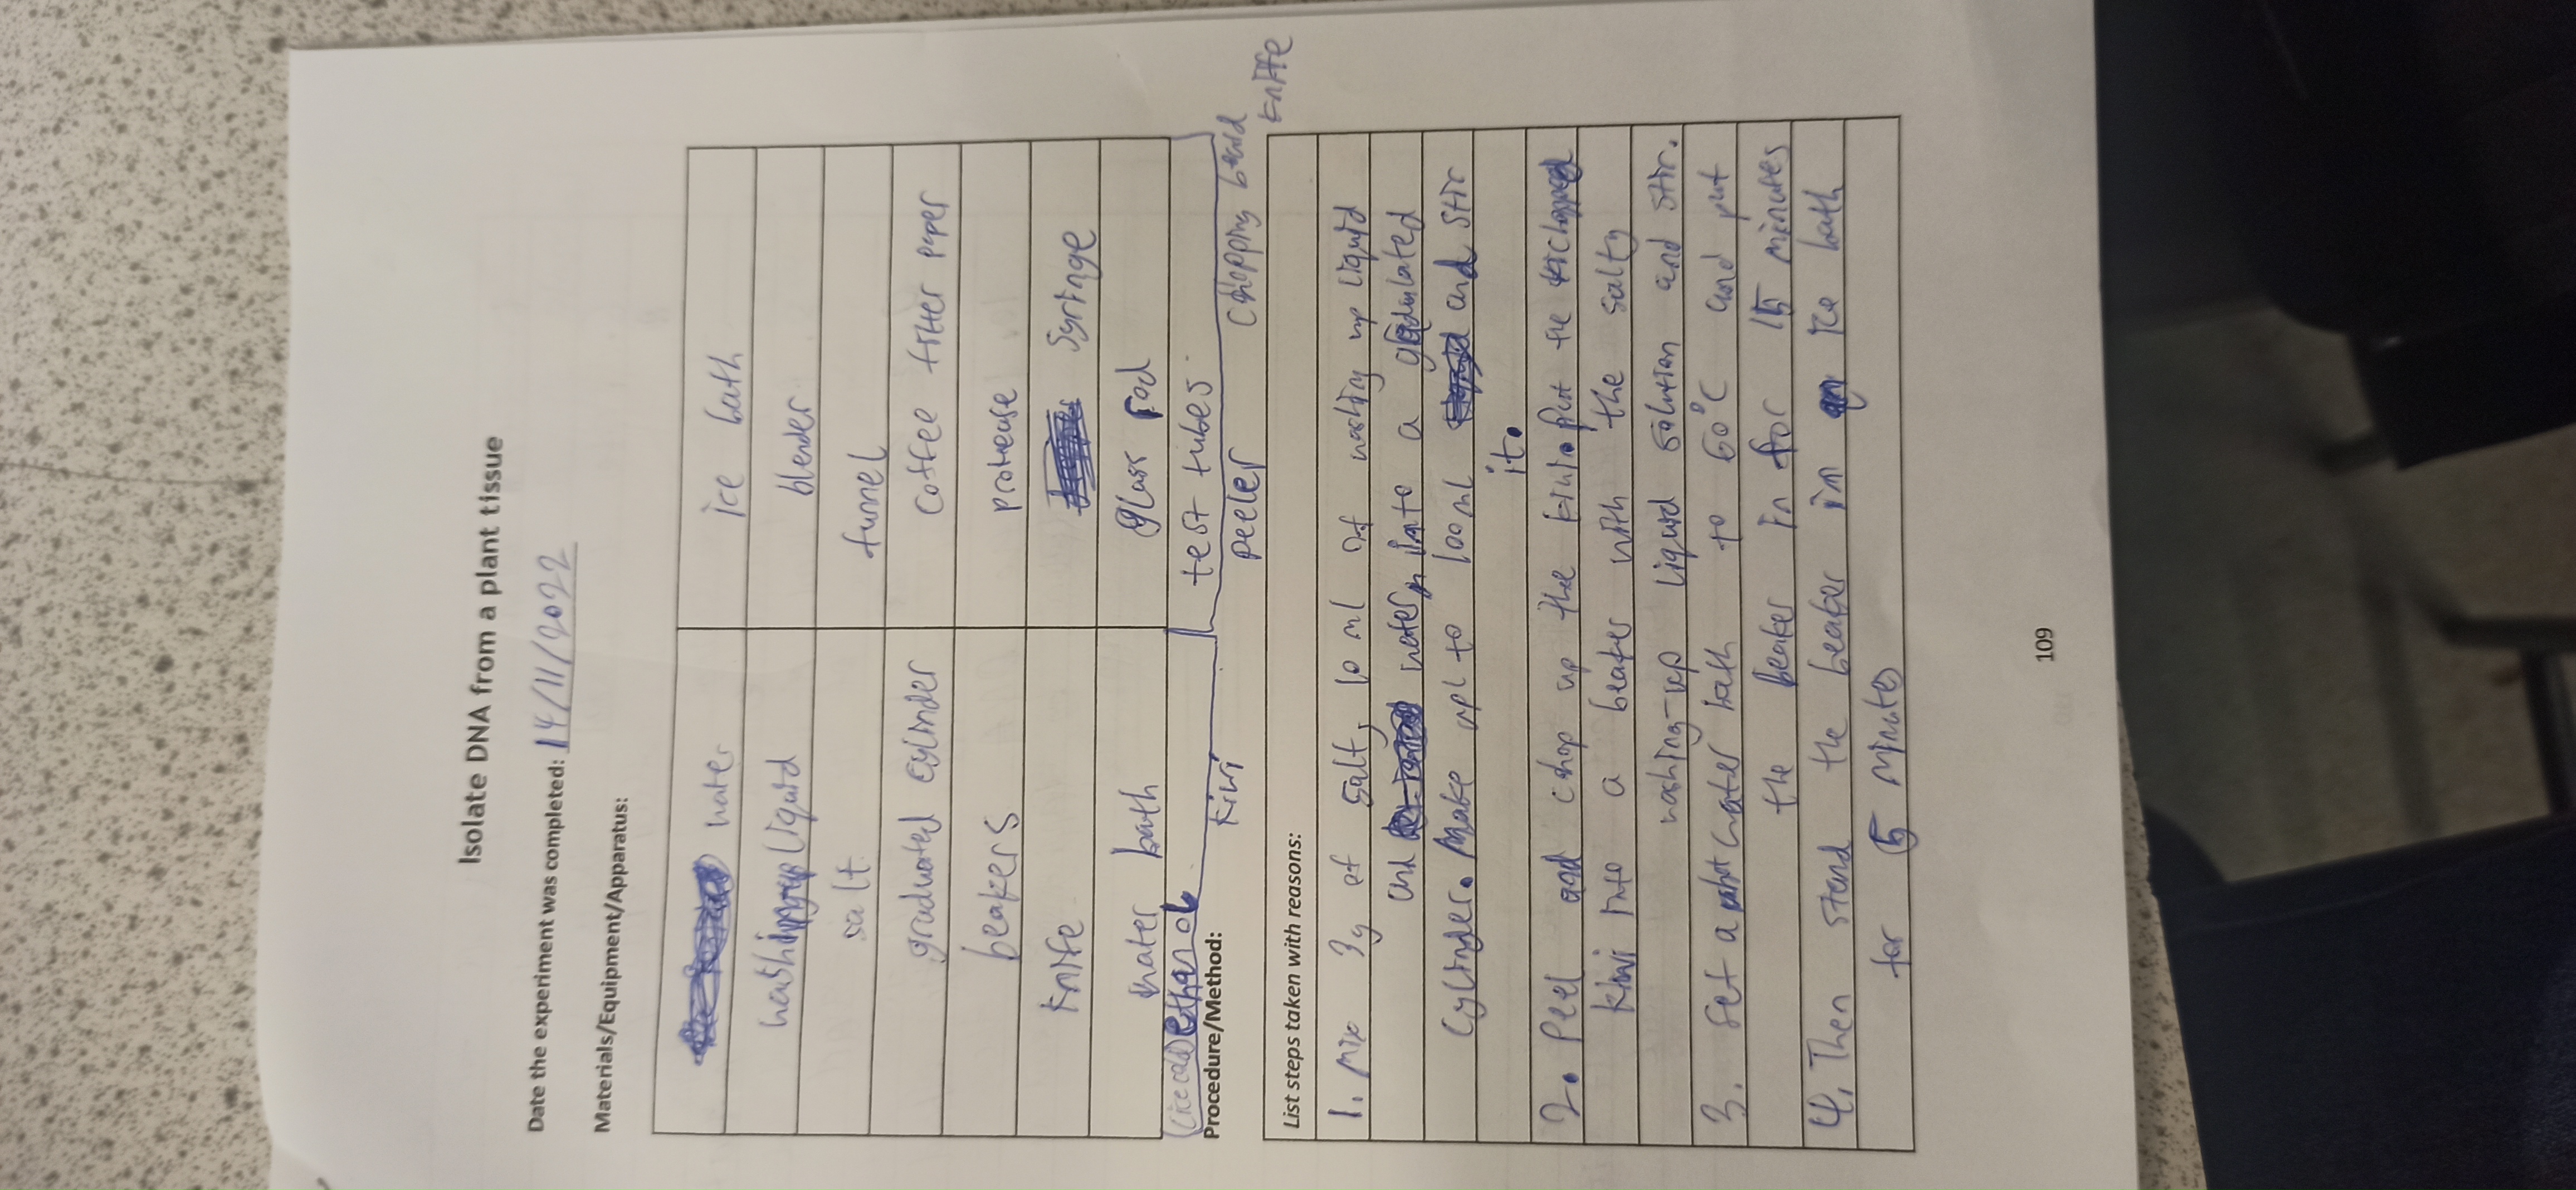 Isolate DNA from a plant tissue
Date the experiment was completed: 14/11/2022
Materials/Equipment/Apparatus:
water
ice bath
washing-up liquid
blender
salt
funnel
graduated cylinder
coffee filter paper
beakers
protease
knife
syringe
water bath
glass rod
(ice cold) ethanol
test tubes
Procedure/Method:
kiwi
peeler
chopping board
knife
List steps taken with reasons:
1. Mix 3g of salt, 10 ml of washing up liquid
and water into a gradulated
cylinder. Make up to 100ml and stir
it.
2. Peel and chop up the kiwi. Put the chopped
kiwi into a beaker with the salty
washing-up liquid solution and stir.
3. Set a water bath to 60°C and put
the beaker in for 15 minutes
4. Then stand the beaker in an ice bath
for 5 minutes
109